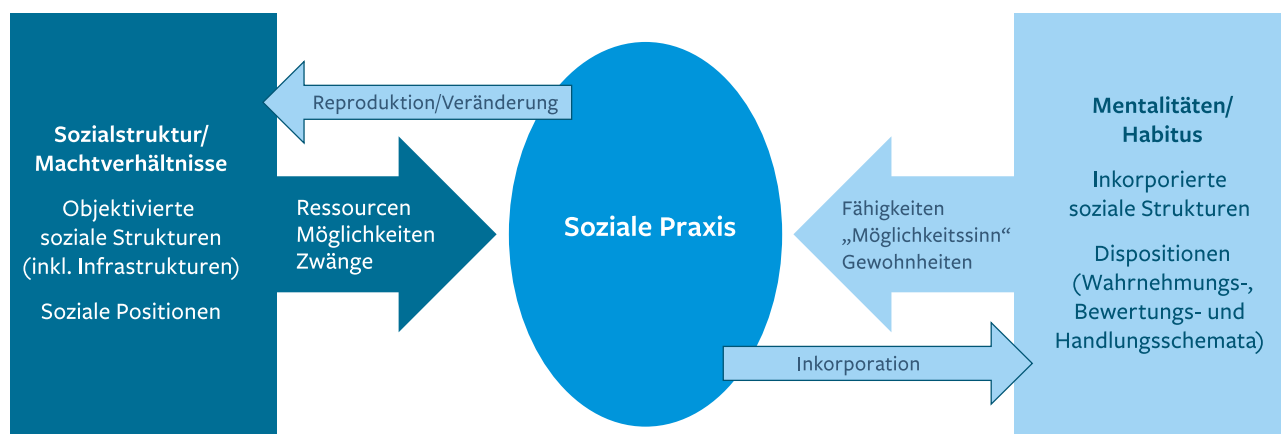 Sozialstruktur/
Machtverhältnisse
Objektivierte
soziale Strukturen
(inkl. Infrastrukturen)
Soziale Positionen
Reproduktion/Veränderung
Ressourcen
Möglichkeiten
Zwänge
Soziale Praxis
Fähigkeiten
„Möglichkeitssinn“
Gewohnheiten
Inkorporation
Mentalitäten/
Habitus
Inkorporierte
soziale Strukturen
Dispositionen
(Wahrnehmungs-,
Bewertungs- und
Handlungsschemata)